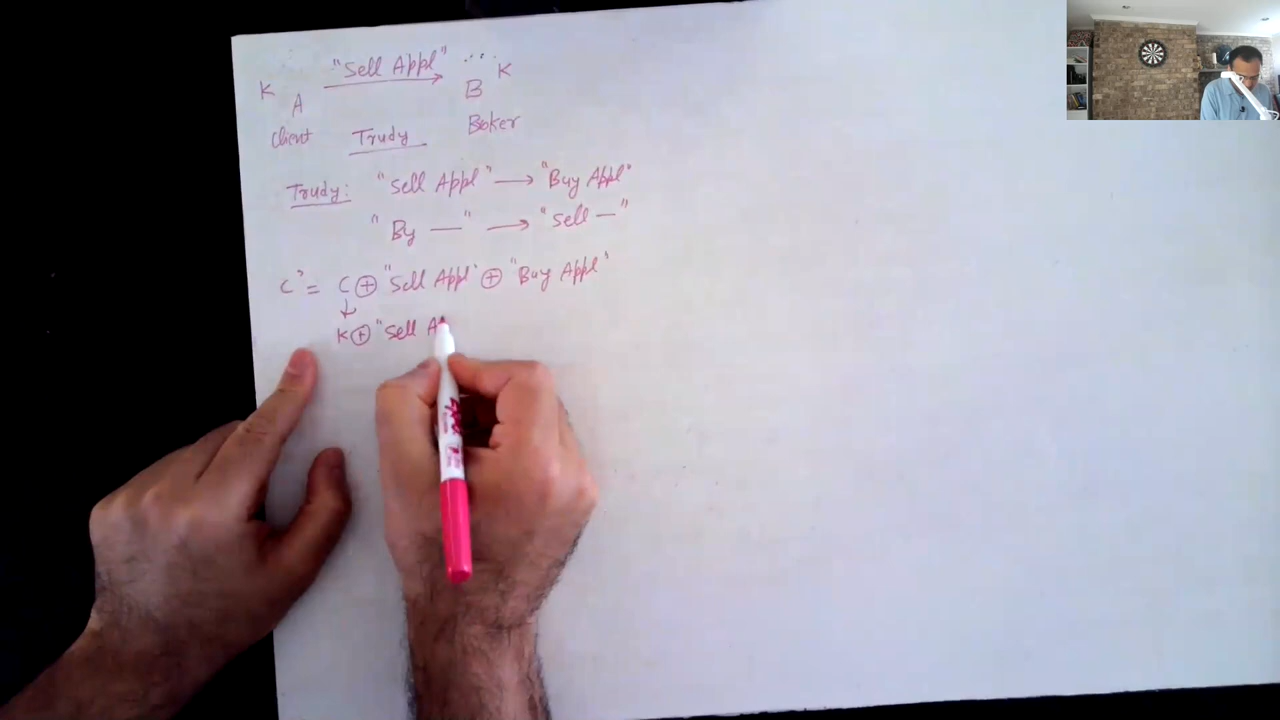 "Sell Appl"
K A B K
Client Trudy Boker
Trudy: "Sell Appl" → "Buy Appl"
"By —" → "Sell —"
C' = C ⊕ "Sell Appl" ⊕ "Buy Appl"
↓
K ⊕ "Sell A